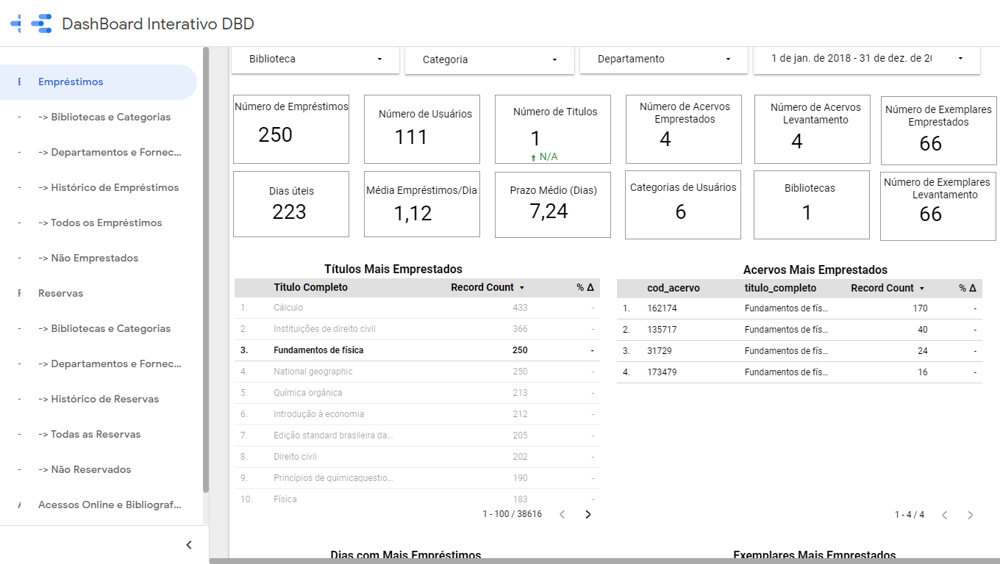 DashBoard Interativo DBD
Empréstimos
-> Bibliotecas e Categorias
-> Departamentos e Fornec...
-> Histórico de Empréstimos
-> Todos os Empréstimos
-> Não Emprestados
Reservas
-> Bibliotecas e Categorias
-> Departamentos e Fornec...
-> Histórico de Reservas
-> Todas as Reservas
-> Não Reservados
Acessos Online e Bibliograf...
Biblioteca
Categoria
Departamento
1 de jan. de 2018 - 31 de dez. de 20
Número de Empréstimos
250
Número de Usuários
111
Número de Titulos
1
N/A
Número de Acervos
Emprestados
4
Número de Acervos
Levantamento
4
Número de Exemplares
Emprestados
66
Dias úteis
223
Média Empréstimos/Dia
1,12
Prazo Médio (Dias)
7,24
Categorias de Usuários
6
Bibliotecas
1
Número de Exemplares
Levantamento
66
Títulos Mais Emprestados
Titulo Completo Record Count % Δ
1. Cálculo 433 -
2. Instituições de direito civil 366 -
3. Fundamentos de física 250 -
4. National geographic 250 -
5. Química orgânica 213 -
6. Introdução à economia 212 -
7. Edição standard brasileira da... 205 -
8. Direito civil 202 -
9. Princípios de químicaquestio... 190 -
10. Física 183 -
1 - 100 / 38616
Acervos Mais Emprestados
cod_acervo titulo_completo Record Count % Δ
1. 162174 Fundamentos de fís... 170 -
2. 135717 Fundamentos de fís... 40 -
3. 31729 Fundamentos de fís... 24 -
4. 173479 Fundamentos de fís... 16 -
1 - 4 / 4
Dias com Mais Empréstimos
Exemplares Mais Emprestados